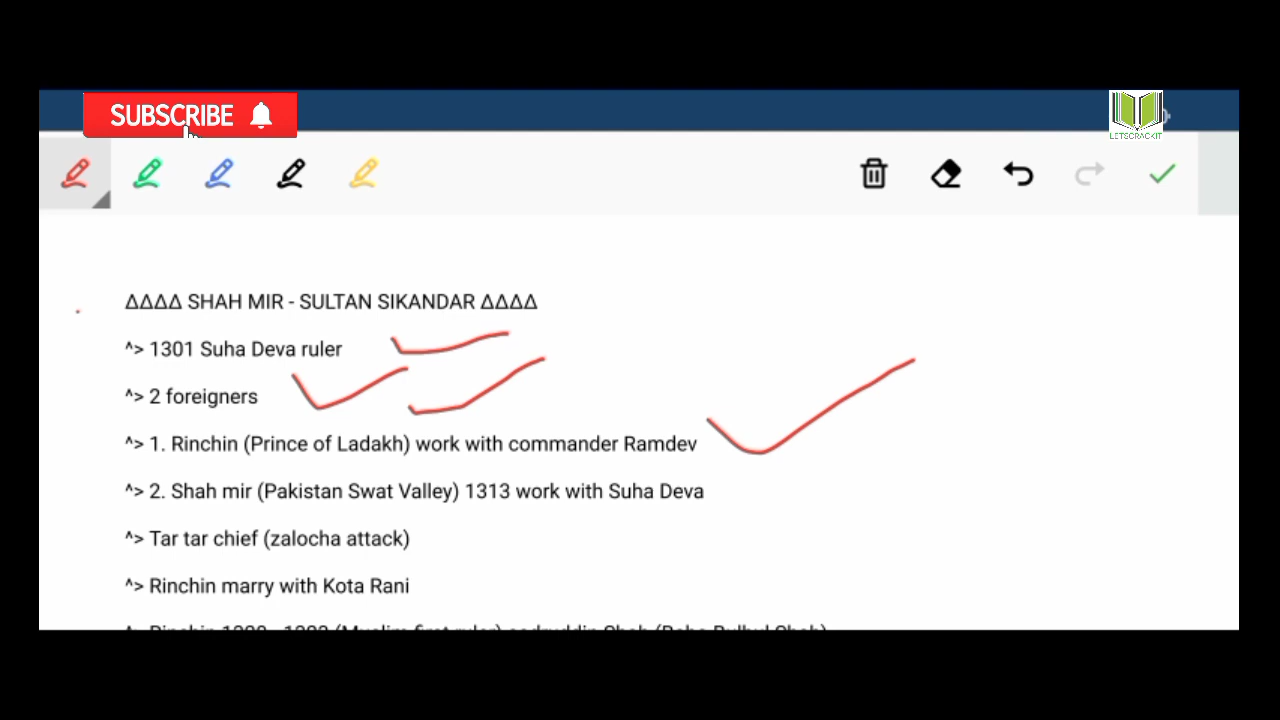 SUBSCRIBE
LETSCRACKIT
ΔΔΔΔ SHAH MIR - SULTAN SIKANDAR ΔΔΔΔ
^> 1301 Suha Deva ruler
^> 2 foreigners
^> 1. Rinchin (Prince of Ladakh) work with commander Ramdev
^> 2. Shah mir (Pakistan Swat Valley) 1313 work with Suha Deva
^> Tar tar chief (zalocha attack)
^> Rinchin marry with Kota Rani